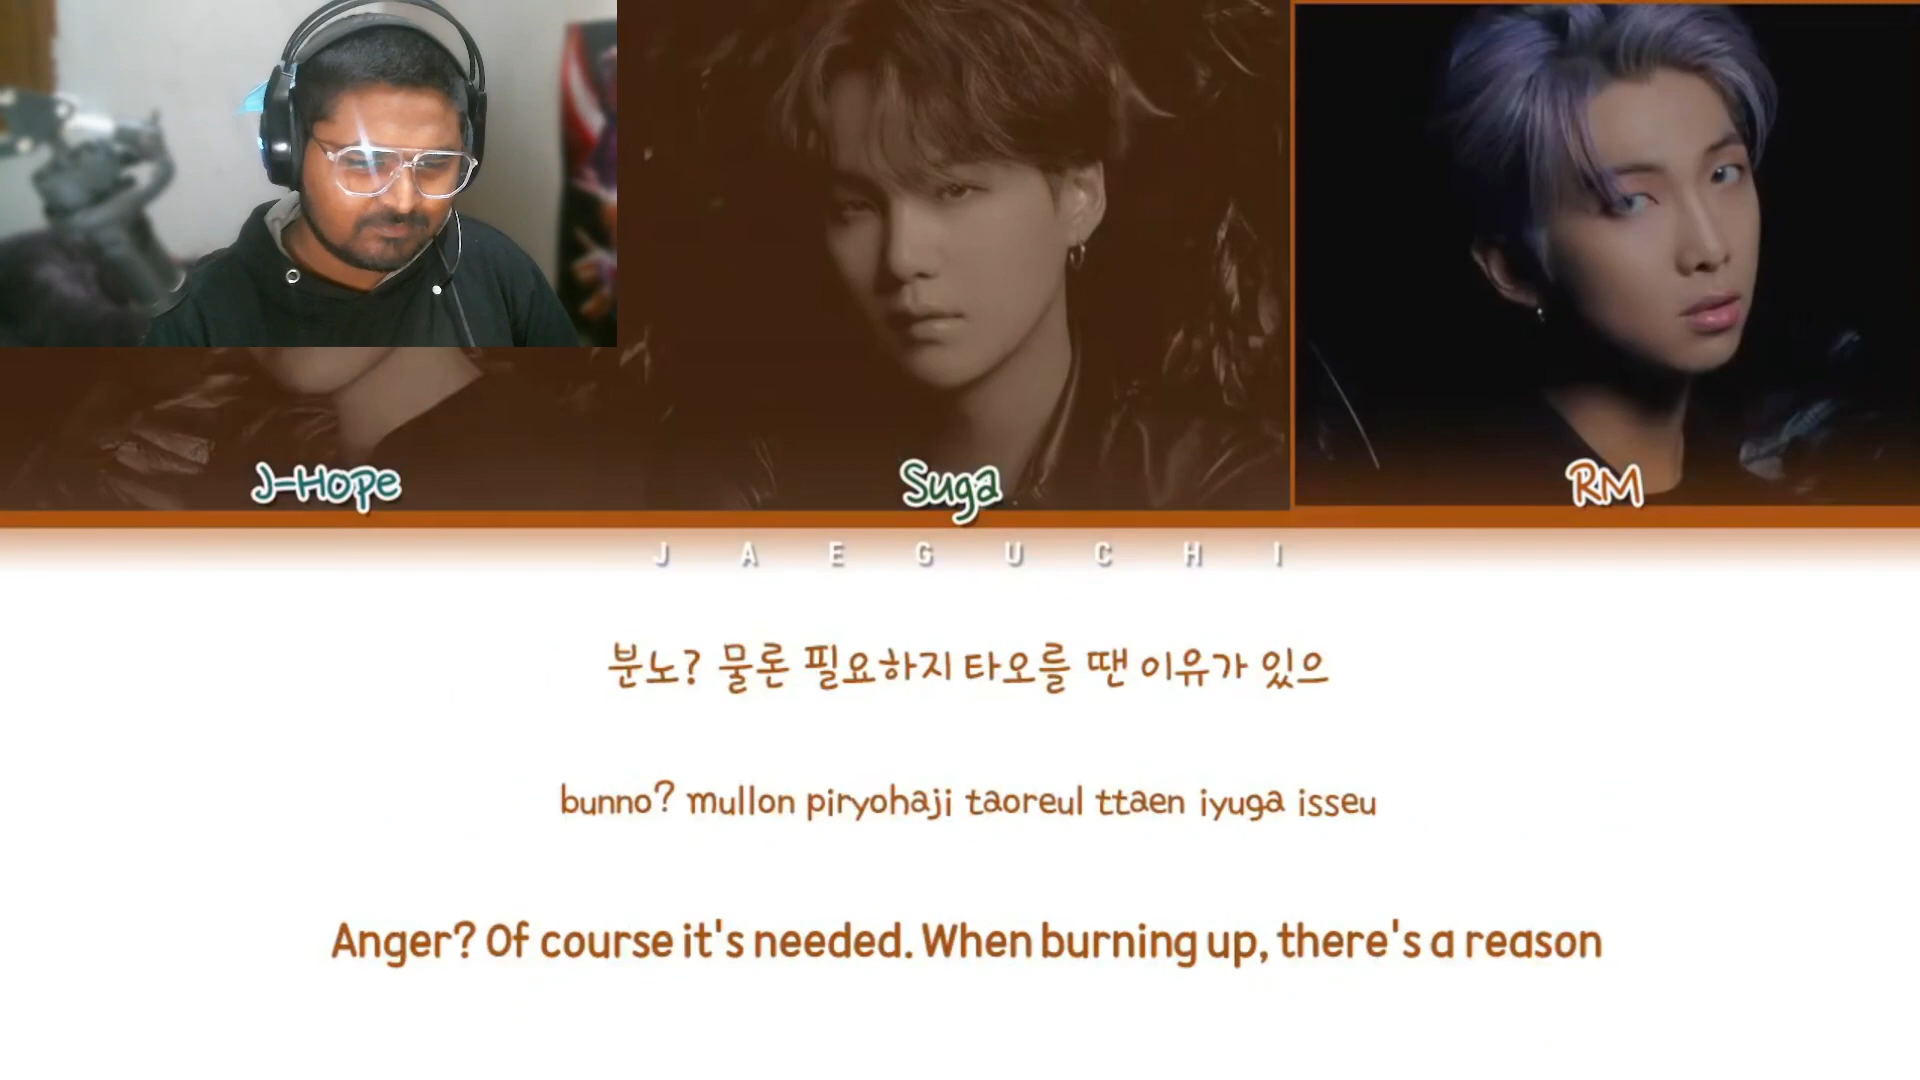 J-Hope
Suga
RM
JAEGUCHI
분노? 물론 필요하지 타오를 땐 이유가 있으
bunno? mullon piryohaji taoreul ttaen iyuga isseu
Anger? Of course it's needed. When burning up, there's a reason